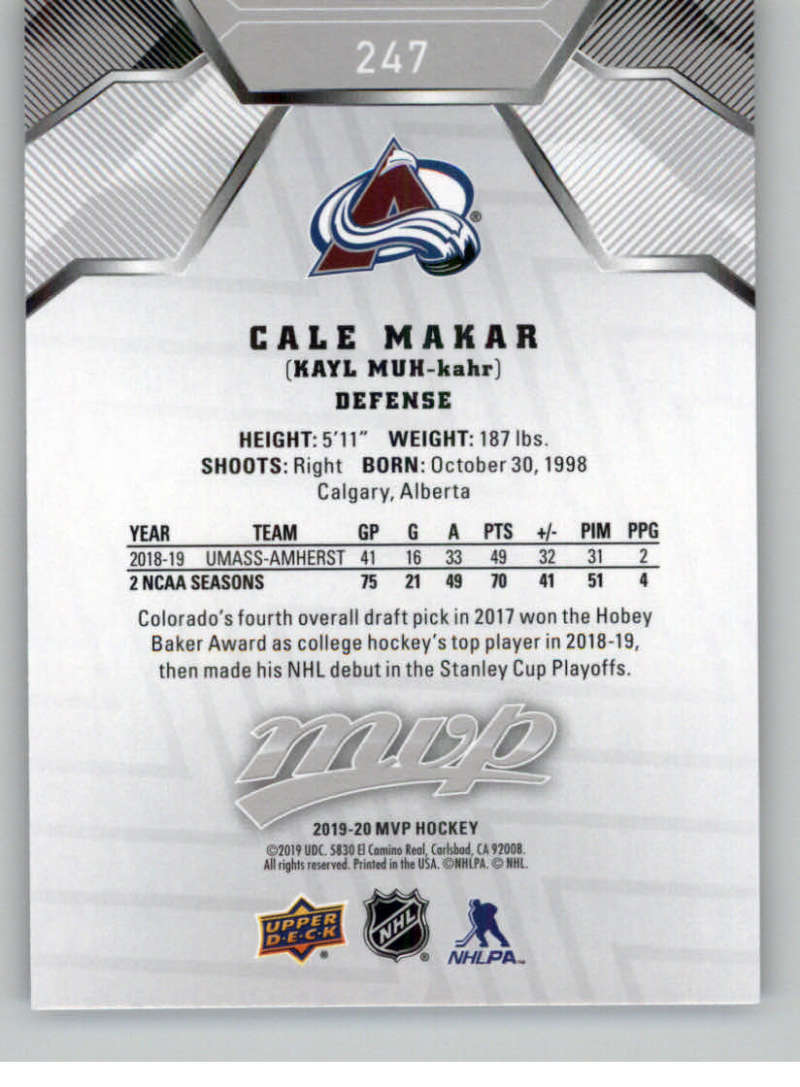 247
A
®
CALE MAKAR
(KAYL MUH-kahr)
DEFENSE
HEIGHT: 5'11" WEIGHT: 187 lbs.
SHOOTS: Right BORN: October 30, 1998
Calgary, Alberta
YEAR TEAM GP G A PTS +/- PIM PPG
2018-19 UMASS-AMHERST 41 16 33 49 32 31 2
2 NCAA SEASONS 75 21 49 70 41 51 4
Colorado's fourth overall draft pick in 2017 won the Hobey
Baker Award as college hockey's top player in 2018-19,
then made his NHL debut in the Stanley Cup Playoffs.
mvp
2019-20 MVP HOCKEY
©2019 UDC. 5830 El Camino Real, Carlsbad, CA 92008.
All rights reserved. Printed in the USA. ©NHLPA. © NHL.
UPPER
D·E·C·K ®
NHL ®
NHLPA™